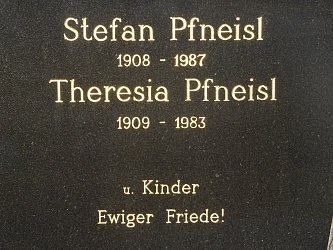 Stefan Pfneisl
1908 - 1987
Theresia Pfneisl
1909 - 1983
u. Kinder
Ewiger Friede!